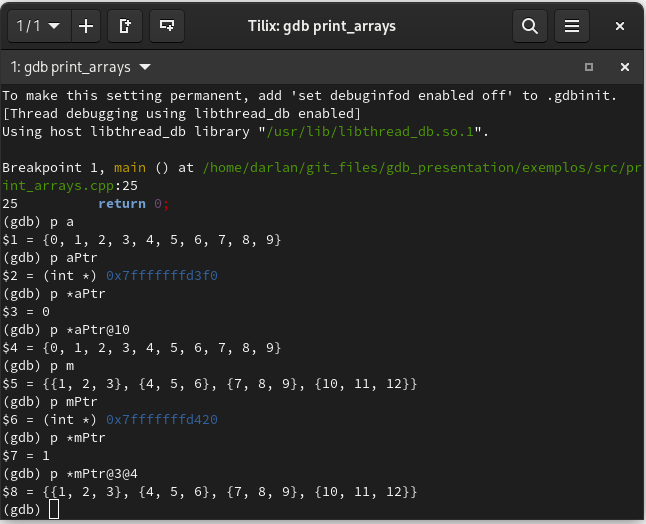 1 / 1
Tilix: gdb print_arrays
1: gdb print_arrays
To make this setting permanent, add 'set debuginfod enabled off' to .gdbinit.
[Thread debugging using libthread_db enabled]
Using host libthread_db library "/usr/lib/libthread_db.so.1".

Breakpoint 1, main () at /home/darlan/git_files/gdb_presentation/exemplos/src/pr
int_arrays.cpp:25
25          return 0;
(gdb) p a
$1 = {0, 1, 2, 3, 4, 5, 6, 7, 8, 9}
(gdb) p aPtr
$2 = (int *) 0x7fffffffd3f0
(gdb) p *aPtr
$3 = 0
(gdb) p *aPtr@10
$4 = {0, 1, 2, 3, 4, 5, 6, 7, 8, 9}
(gdb) p m
$5 = {{1, 2, 3}, {4, 5, 6}, {7, 8, 9}, {10, 11, 12}}
(gdb) p mPtr
$6 = (int *) 0x7fffffffd420
(gdb) p *mPtr
$7 = 1
(gdb) p *mPtr@3@4
$8 = {{1, 2, 3}, {4, 5, 6}, {7, 8, 9}, {10, 11, 12}}
(gdb)